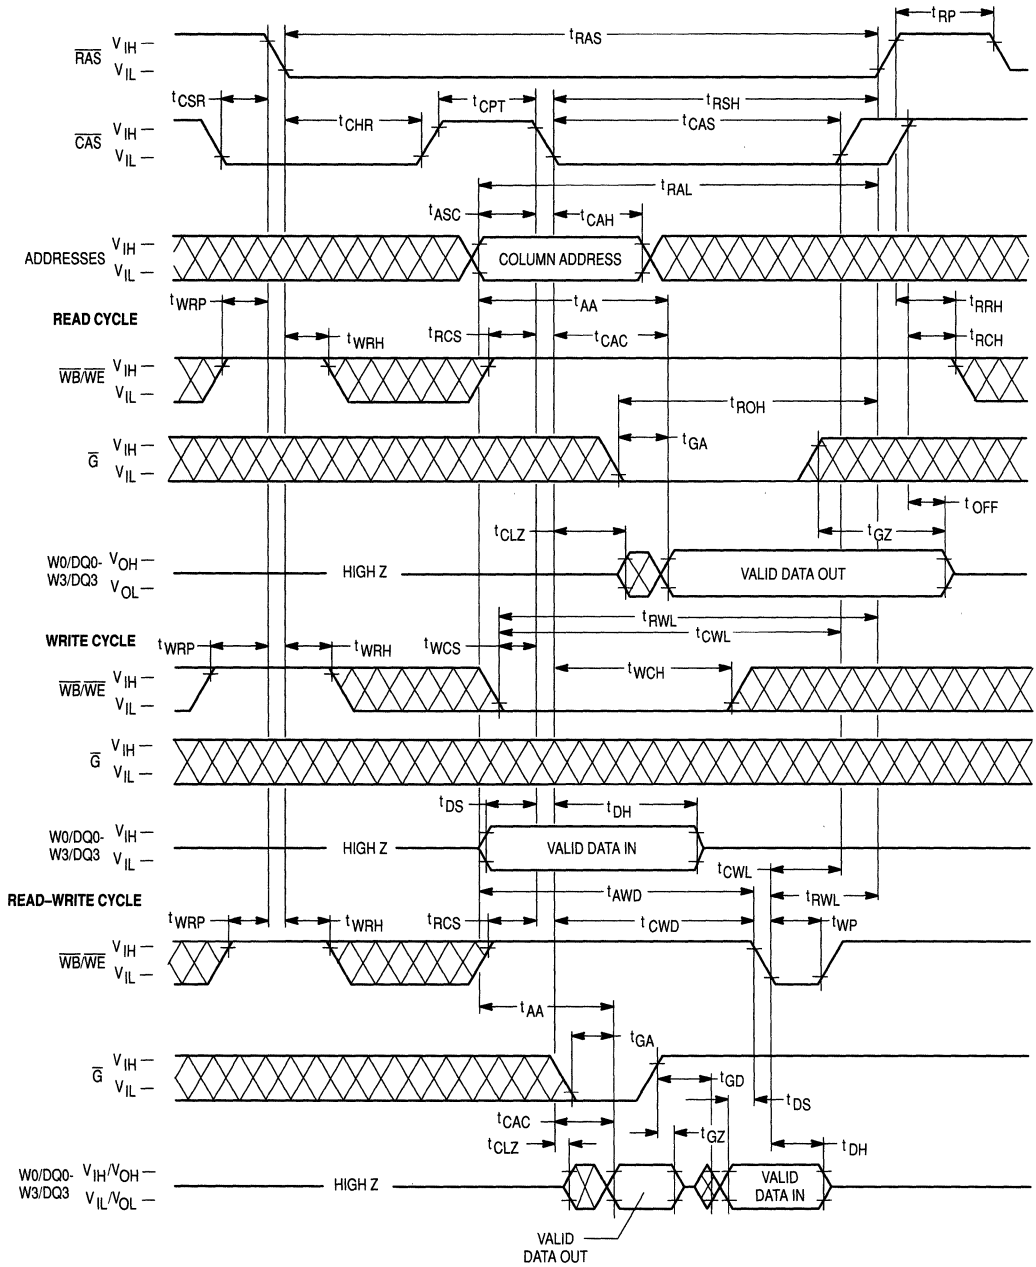 tRP
RAS VIH
VIL
tRAS
tCSR
tCPT
tRSH
CAS VIH
VIL
tCHR
tCAS
tRAL
tASC
tCAH
ADDRESSES VIH
VIL
COLUMN ADDRESS
tWRP
tAA
tRRH
READ CYCLE
tWRH
tRCS
tCAC
tRCH
WB/WE VIH
VIL
tROH
G VIH
VIL
tGA
tOFF
tCLZ
tGZ
W0/DQ0-
W3/DQ3
VOH
VOL
HIGH Z
VALID DATA OUT
tRWL
WRITE CYCLE
tCWL
tWRP
tWRH
tWCS
tWCH
WB/WE VIH
VIL
G VIH
VIL
tDS
tDH
W0/DQ0-
W3/DQ3
VIH
VIL
HIGH Z
VALID DATA IN
tCWL
tAWD
tRWL
READ–WRITE CYCLE
tWRP
tWRH
tRCS
tCWD
tWP
WB/WE VIH
VIL
tAA
tGA
G VIH
VIL
tGD
tDS
tCAC
tCLZ
tGZ
tDH
W0/DQ0-
W3/DQ3
VIH/VOH
VIL/VOL
HIGH Z
VALID
DATA IN
VALID
DATA OUT